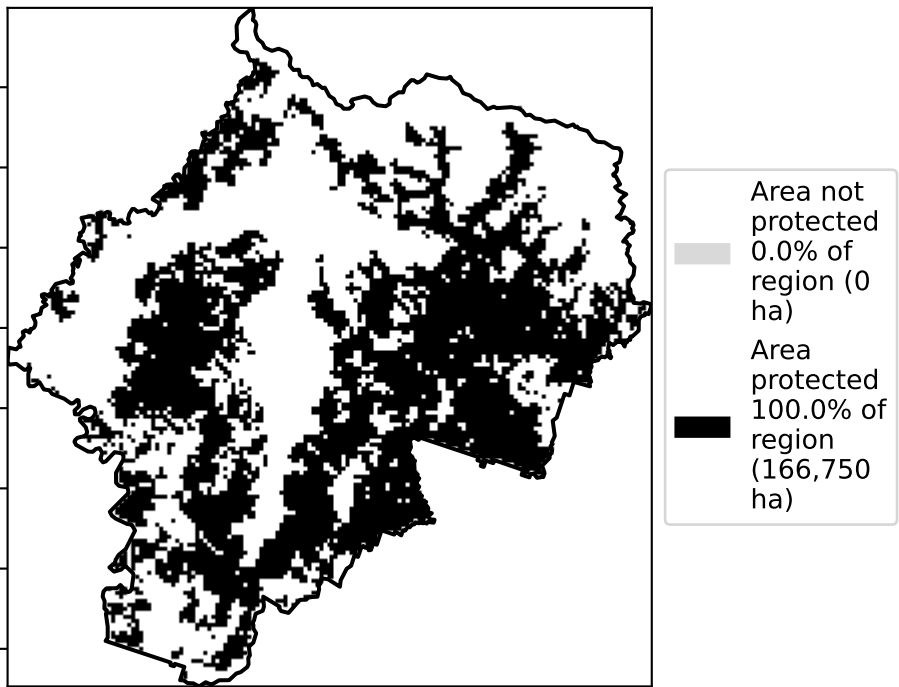 Area not
protected
0.0% of
region (0
ha)
Area
protected
100.0% of
region
(166,750
ha)